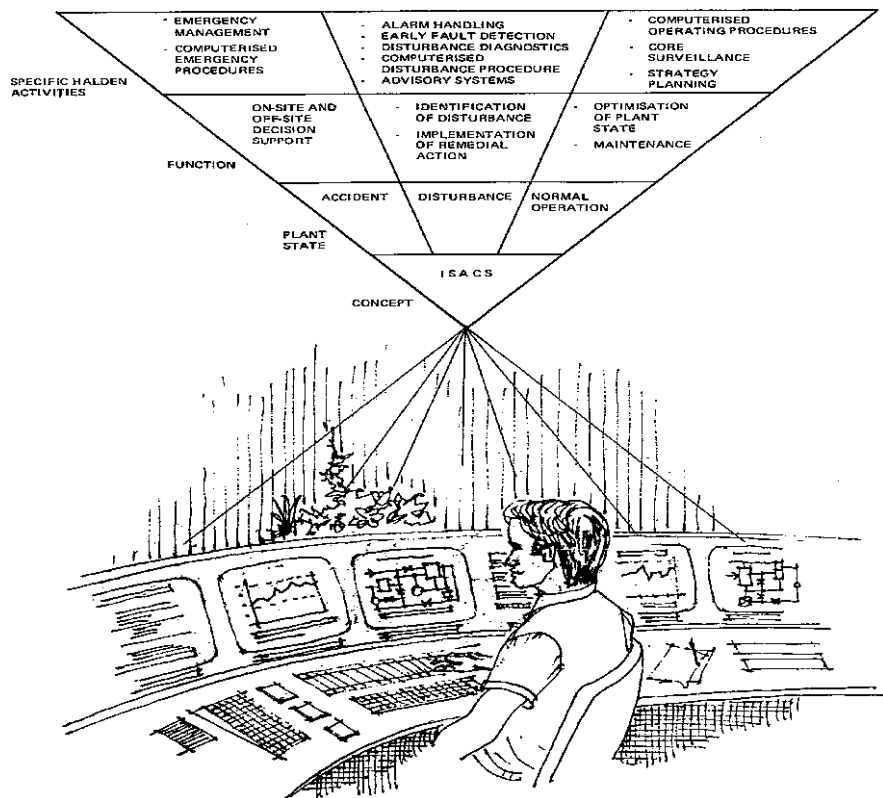 - EMERGENCY
MANAGEMENT
- COMPUTERISED
EMERGENCY
PROCEDURES
- ALARM HANDLING
- EARLY FAULT DETECTION
- DISTURBANCE DIAGNOSTICS
- COMPUTERISED
DISTURBANCE PROCEDURE
- ADVISORY SYSTEMS
- COMPUTERISED
OPERATING PROCEDURES
- CORE
SURVEILLANCE
- STRATEGY
PLANNING
SPECIFIC HALDEN
ACTIVITIES
ON-SITE AND
OFF-SITE
DECISION
SUPPORT
- IDENTIFICATION
OF DISTURBANCE
- IMPLEMENTATION
OF REMEDIAL
ACTION
- OPTIMISATION
OF PLANT
STATE
- MAINTENANCE
FUNCTION
ACCIDENT
DISTURBANCE
NORMAL
OPERATION
PLANT
STATE
ISACS
CONCEPT